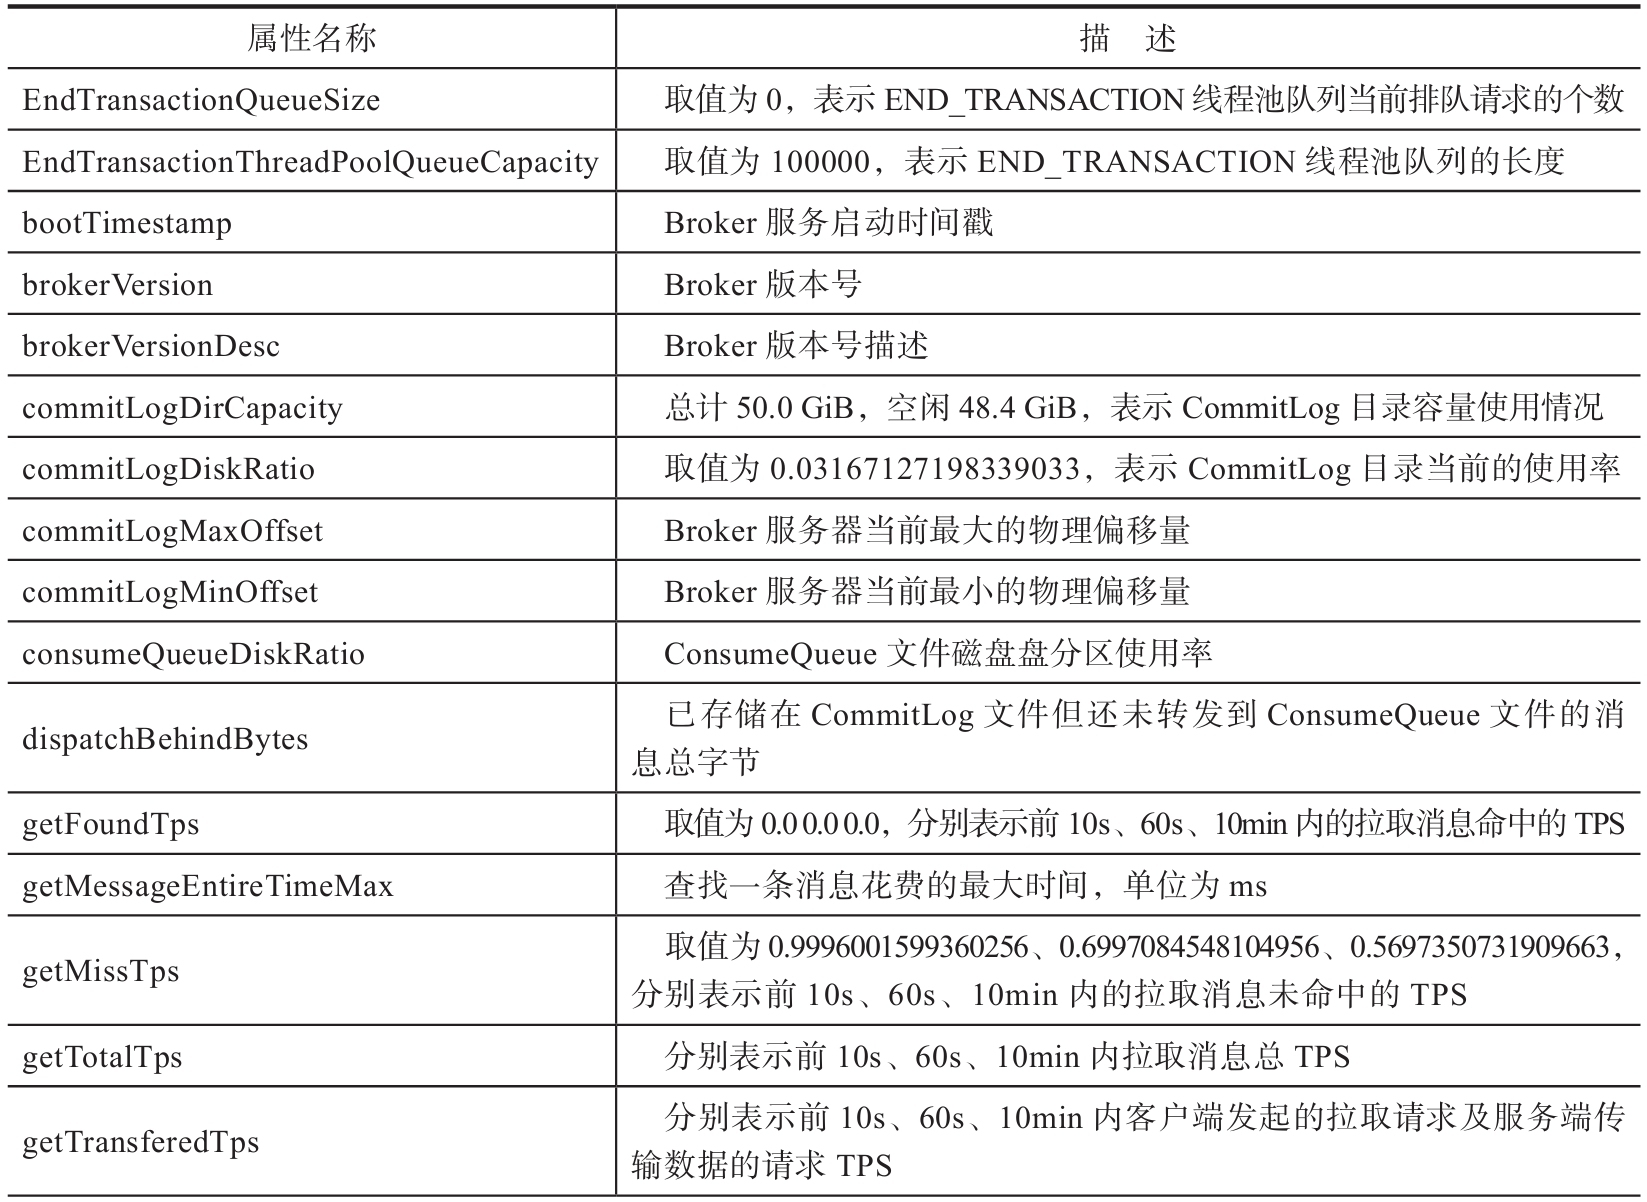 属性名称 描 述
EndTransactionQueueSize 取值为 0，表示 END_TRANSACTION 线程池队列当前排队请求的个数
EndTransactionThreadPoolQueueCapacity 取值为 100000，表示 END_TRANSACTION 线程池队列的长度
bootTimestamp Broker 服务启动时间戳
brokerVersion Broker 版本号
brokerVersionDesc Broker 版本号描述
commitLogDirCapacity 总计 50.0 GiB，空闲 48.4 GiB，表示 CommitLog 目录容量使用情况
commitLogDiskRatio 取值为 0.03167127198339033，表示 CommitLog 目录当前的使用率
commitLogMaxOffset Broker 服务器当前最大的物理偏移量
commitLogMinOffset Broker 服务器当前最小的物理偏移量
consumeQueueDiskRatio ConsumeQueue 文件磁盘盘分区使用率
dispatchBehindBytes 已存储在 CommitLog 文件但还未转发到 ConsumeQueue 文件的消
息总字节
getFoundTps 取值为 0.0 0.0 0.0，分别表示前 10s、60s、10min 内的拉取消息命中的 TPS
getMessageEntireTimeMax 查找一条消息花费的最大时间，单位为 ms
getMissTps 取值为 0.9996001599360256、0.6997084548104956、0.5697350731909663，
分别表示前 10s、60s、10min 内的拉取消息未命中的 TPS
getTotalTps 分别表示前 10s、60s、10min 内拉取消息总 TPS
getTransferedTps 分别表示前 10s、60s、10min 内客户端发起的拉取请求及服务端传
输数据的请求 TPS